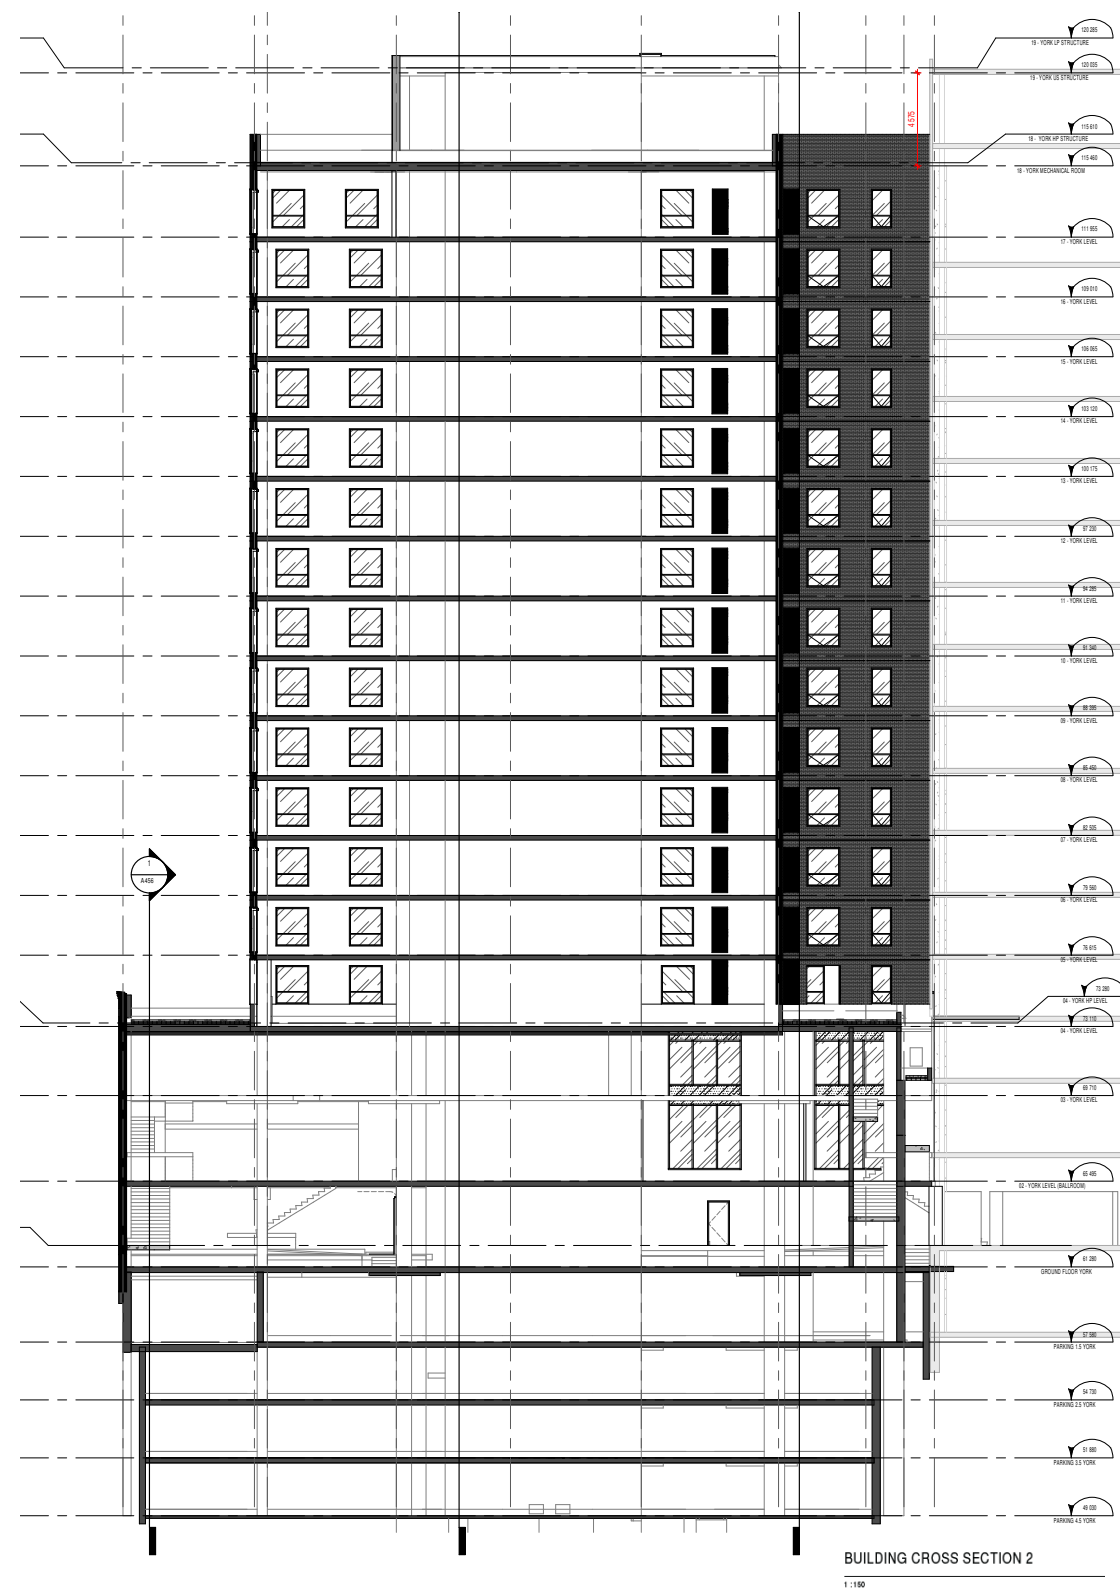 120 285
19 - YORK LP STRUCTURE
120 035
19 - YORK US STRUCTURE
4 575
115 610
18 - YORK HP STRUCTURE
115 460
18 - YORK MECHANICAL ROOM
111 955
17 - YORK LEVEL
109 010
16 - YORK LEVEL
106 065
15 - YORK LEVEL
103 120
14 - YORK LEVEL
100 175
13 - YORK LEVEL
97 230
12 - YORK LEVEL
94 285
11 - YORK LEVEL
91 340
10 - YORK LEVEL
88 395
09 - YORK LEVEL
85 450
08 - YORK LEVEL
82 505
07 - YORK LEVEL
1
A456
79 560
06 - YORK LEVEL
76 615
05 - YORK LEVEL
73 280
04 - YORK HP LEVEL
73 110
04 - YORK LEVEL
69 710
03 - YORK LEVEL
65 495
02 - YORK LEVEL (BALLROOM)
61 280
GROUND FLOOR YORK
57 580
PARKING 1.5 YORK
54 730
PARKING 2.5 YORK
51 880
PARKING 3.5 YORK
49 030
PARKING 4.5 YORK
BUILDING CROSS SECTION 2
1 : 150